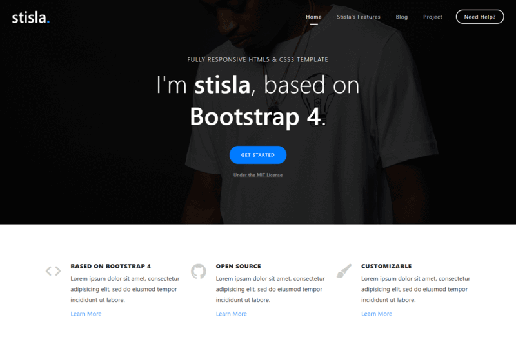 stisla.
Home Stisla's Features Blog Project Need Help?
FULLY RESPONSIVE HTML5 & CSS3 TEMPLATE
I'm stisla, based on
Bootstrap 4.
GET STARTED
Under the MIT License
BASED ON BOOTSTRAP 4
Lorem ipsum dolor sit amet, consectetur
adipisicing elit, sed do eiusmod tempor
incididunt ut labore.
Learn More
OPEN SOURCE
Lorem ipsum dolor sit amet, consectetur
adipisicing elit, sed do eiusmod tempor
incididunt ut labore.
Learn More
CUSTOMIZABLE
Lorem ipsum dolor sit amet, consectetur
adipisicing elit, sed do eiusmod tempor
incididunt ut labore.
Learn More